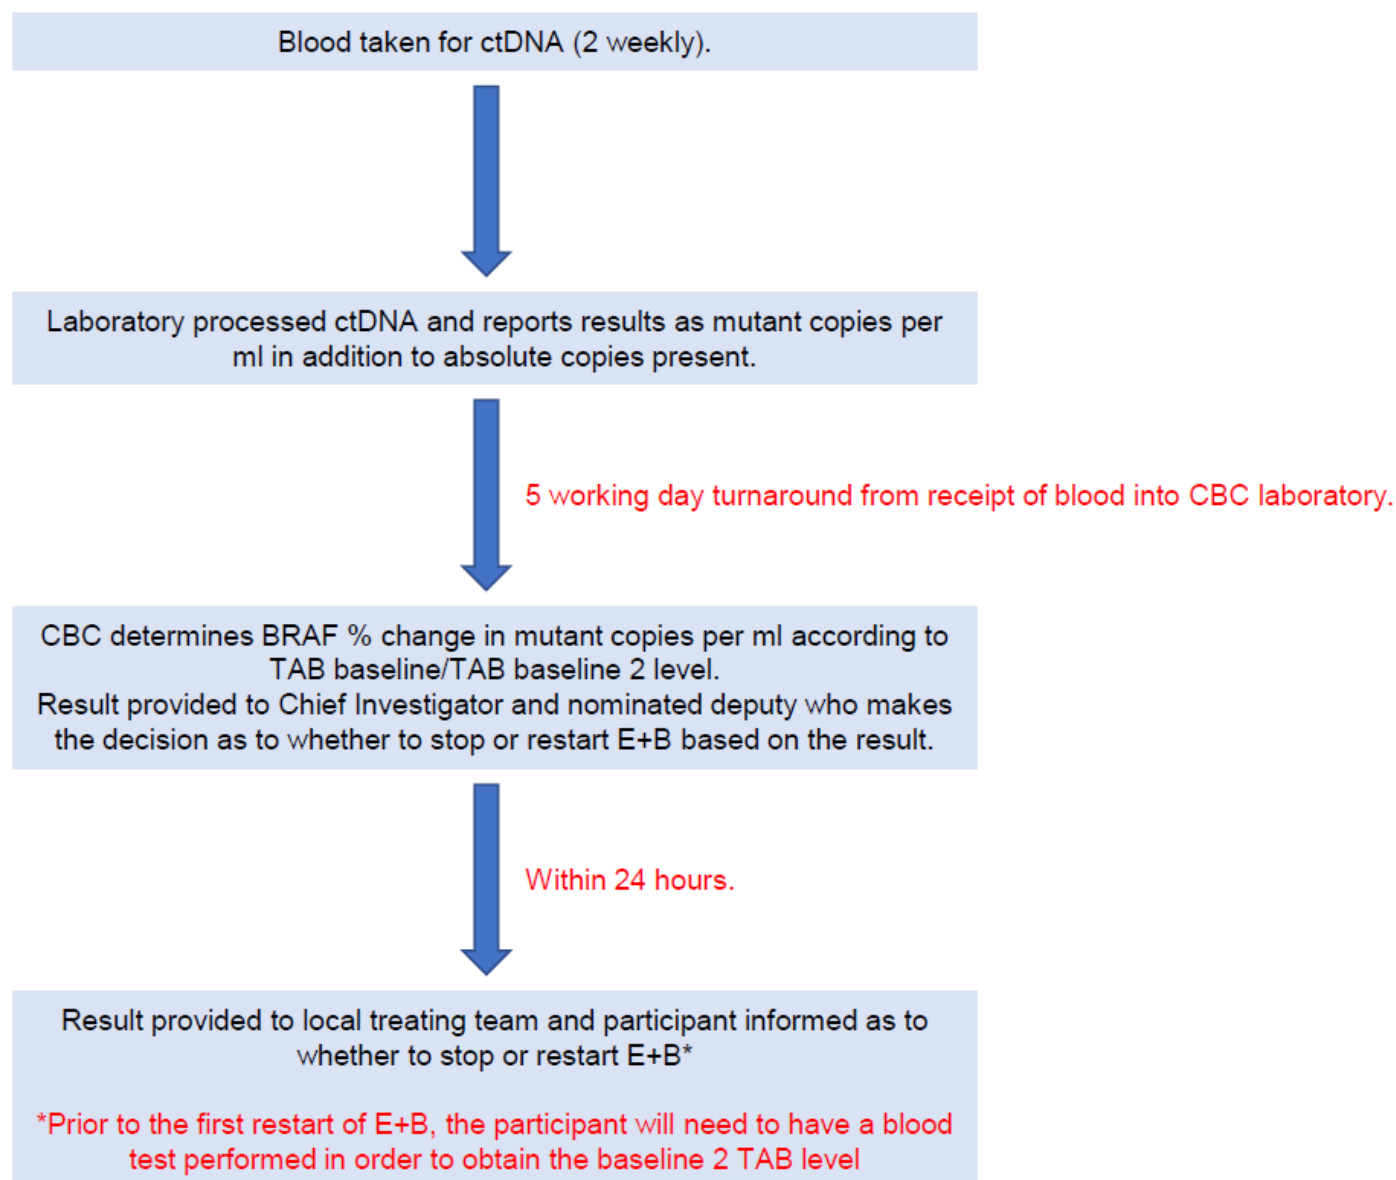 Blood taken for ctDNA (2 weekly).
Laboratory processed ctDNA and reports results as mutant copies per
ml in addition to absolute copies present.
5 working day turnaround from receipt of blood into CBC laboratory.
CBC determines BRAF % change in mutant copies per ml according to
TAB baseline/TAB baseline 2 level.
Result provided to Chief Investigator and nominated deputy who makes
the decision as to whether to stop or restart E+B based on the result.
Within 24 hours.
Result provided to local treating team and participant informed as to
whether to stop or restart E+B*
*Prior to the first restart of E+B, the participant will need to have a blood
test performed in order to obtain the baseline 2 TAB level